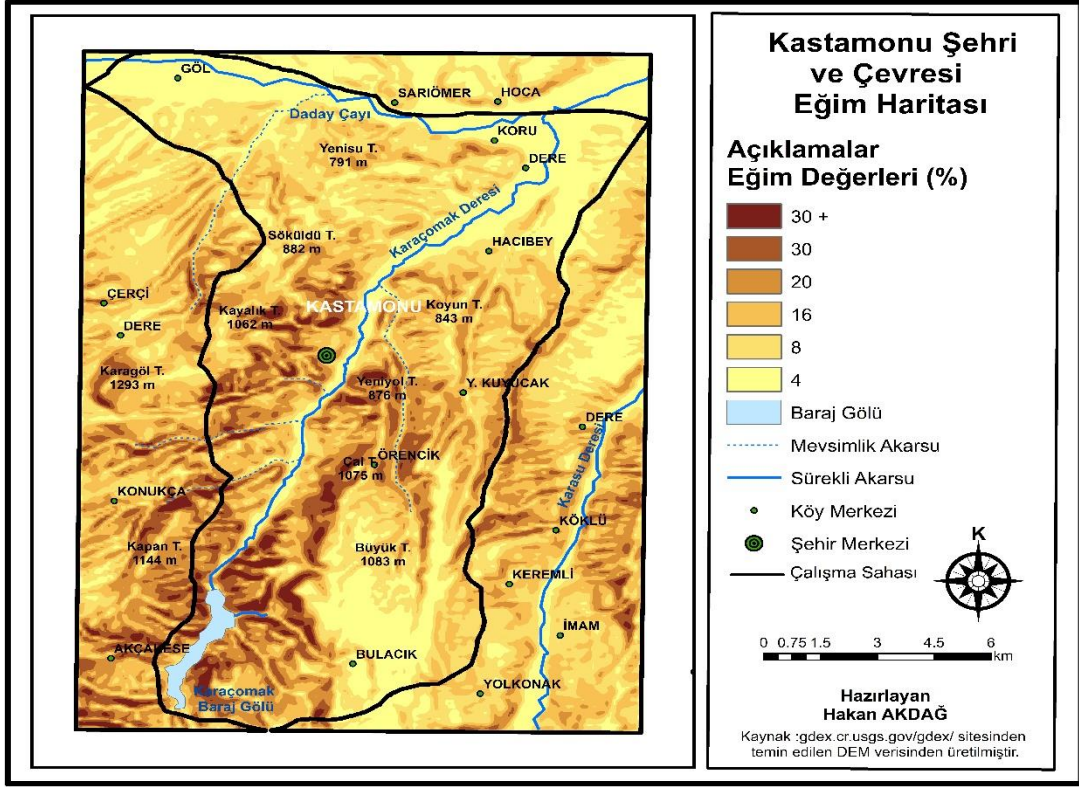 GÖL
SARIÖMER
HOCA
Daday Çayı
KORU
Yenisu T.
791 m
DERE
Karaçomak Deresi
Söküldü T.
882 m
HACIBEY
ÇERÇİ
KASTAMONU
Kayalık T.
1062 m
Koyun T.
843 m
DERE
Karagöl T.
1293 m
Yeniyol T.
876 m
Y. KUYUCAK
DERE
Karasu Deresi
ÖRENCİK
Çal T.
1075 m
KONUKÇA
KÖKLÜ
Kapan T.
1144 m
Büyük T.
1083 m
KEREMLİ
İMAM
AKÇAKESE
BULACIK
YOLKONAK
Karaçomak
Baraj Gölü
Kastamonu Şehri
ve Çevresi
Eğim Haritası
Açıklamalar
Eğim Değerleri (%)
30 +
30
20
16
8
4
Baraj Gölü
Mevsimlik Akarsu
Sürekli Akarsu
Köy Merkezi
Şehir Merkezi
Çalışma Sahası
K
0 0.75 1.5 3 4.5 6
km
Hazırlayan
Hakan AKDAĞ
Kaynak :gdex.cr.usgs.gov/gdex/ sitesinden
temin edilen DEM verisinden üretilmiştir.